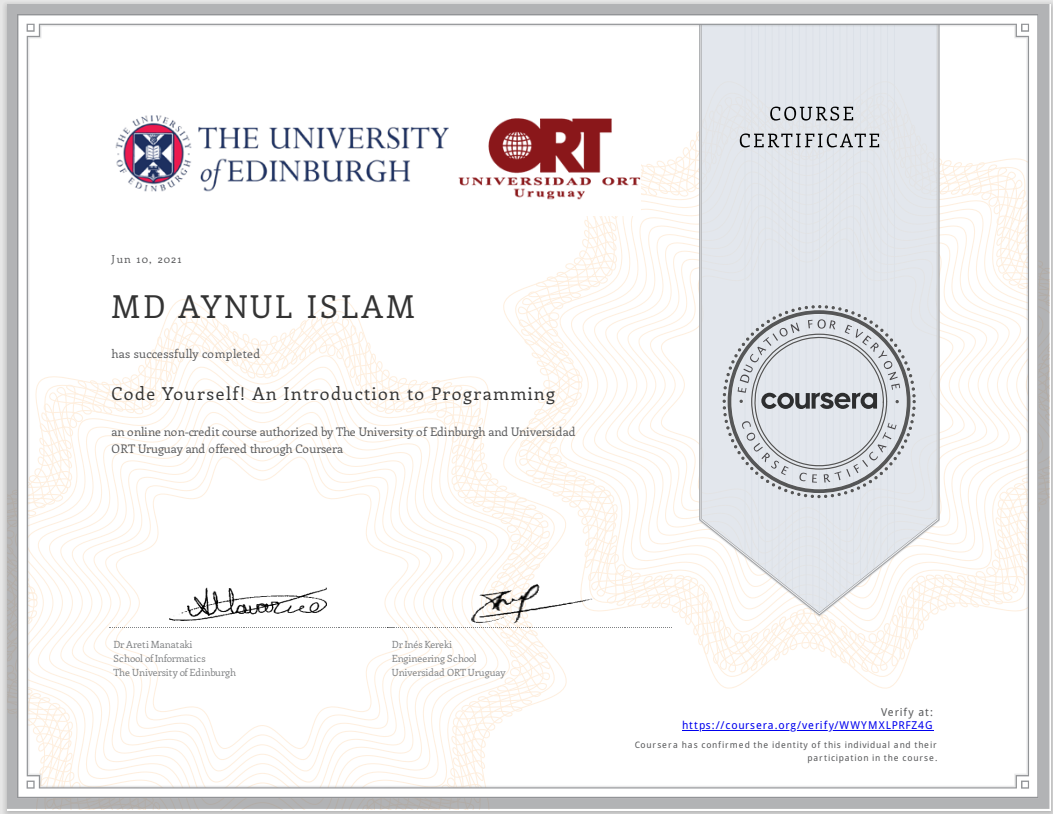 THE UNIVERSITY OF EDINBURGH
THE UNIVERSITY
of EDINBURGH
ORT
UNIVERSIDAD ORT
Uruguay
COURSE
CERTIFICATE
Jun 10, 2021
MD AYNUL ISLAM
has successfully completed
Code Yourself! An Introduction to Programming
an online non-credit course authorized by The University of Edinburgh and Universidad
ORT Uruguay and offered through Coursera
EDUCATION FOR EVERYONE
coursera
COURSE CERTIFICATE
Dr Areti Manataki
School of Informatics
The University of Edinburgh
Dr Inés Kereki
Engineering School
Universidad ORT Uruguay
Verify at:
https://coursera.org/verify/WWYMXLPRFZ4G
Coursera has confirmed the identity of this individual and their
participation in the course.